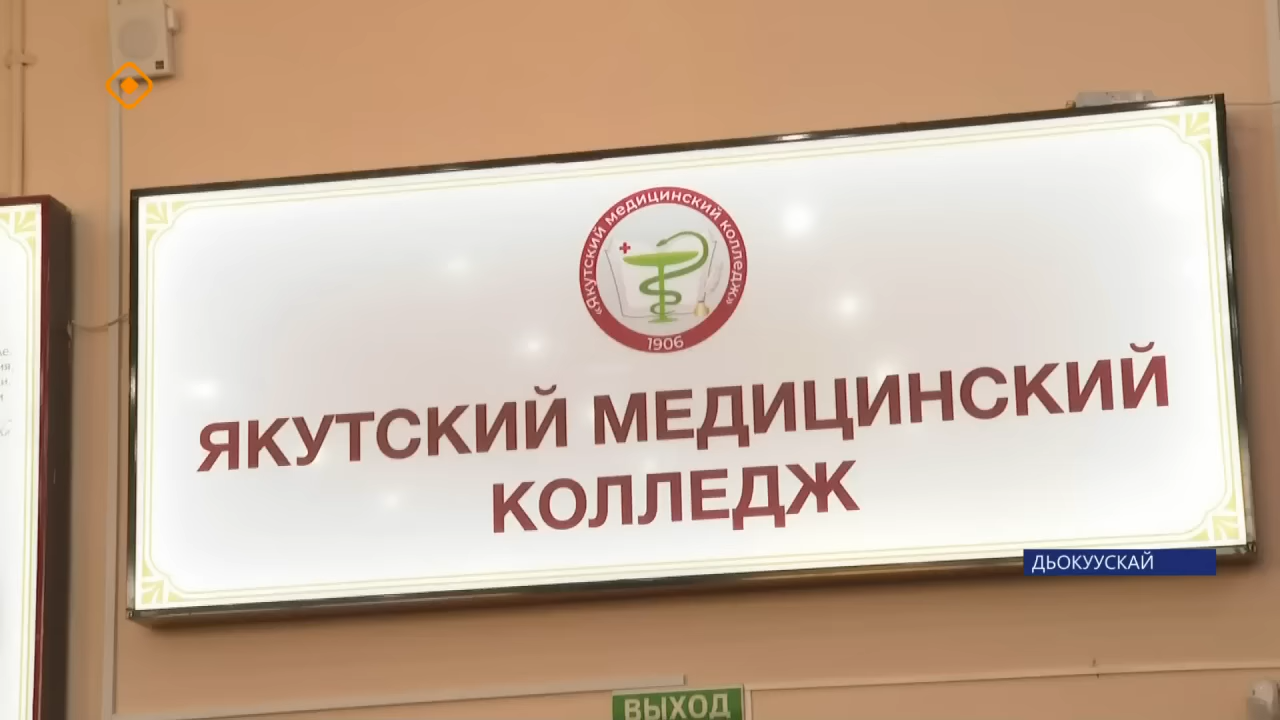 «Якутский медицинский колледж»
1906
ЯКУТСКИЙ МЕДИЦИНСКИЙ
КОЛЛЕДЖ
ДЬОКУУСКАЙ
ВЫХОД